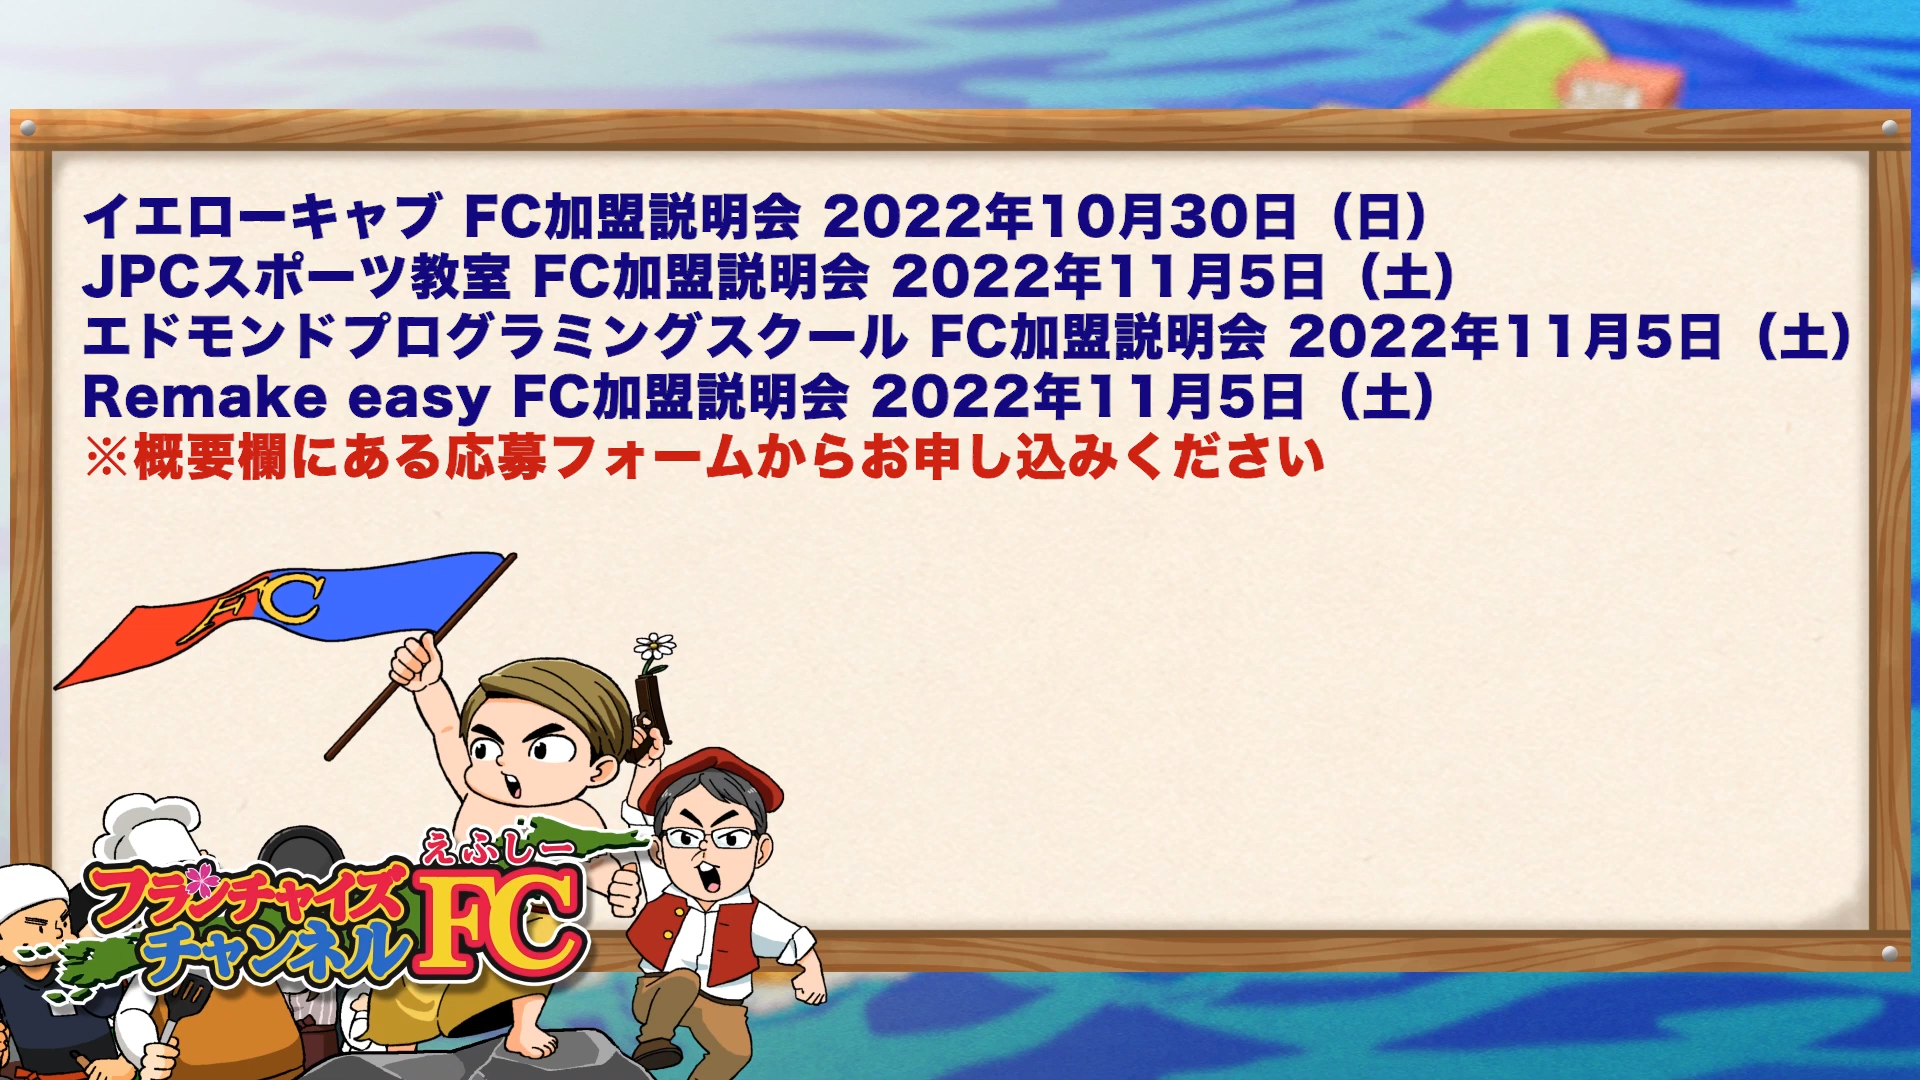 イエローキャブ FC加盟説明会 2022年10月30日（日）
JPCスポーツ教室 FC加盟説明会 2022年11月5日（土）
エドモンドプログラミングスクール FC加盟説明会 2022年11月5日（土）
Remake easy FC加盟説明会 2022年11月5日（土）
※概要欄にある応募フォームからお申し込みください
FC
えふしー
フランチャイズ
チャンネル
FC